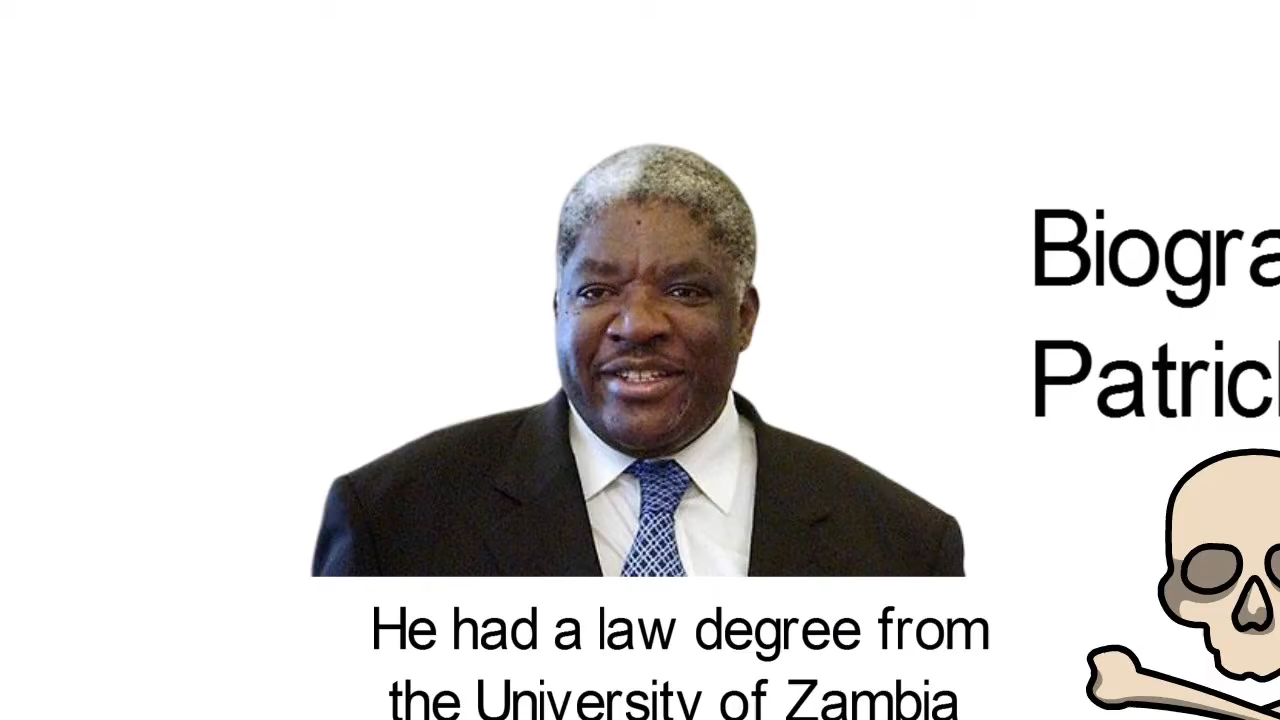 Biogra
Patric
He had a law degree from
the University of Zambia